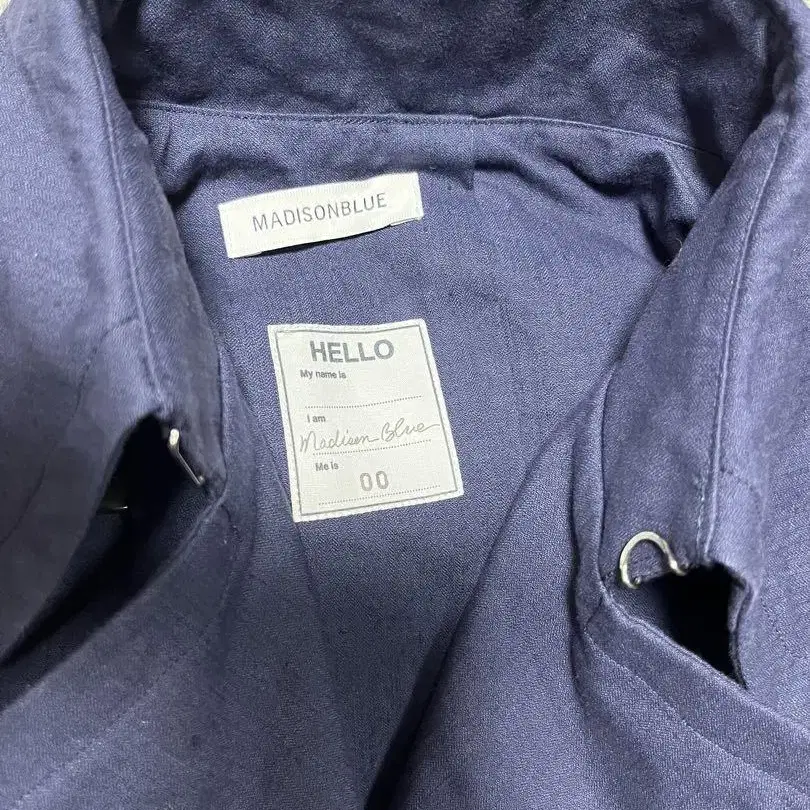 MADISONBLUE
HELLO
My name is
I am
Madison Blue
Me is
00